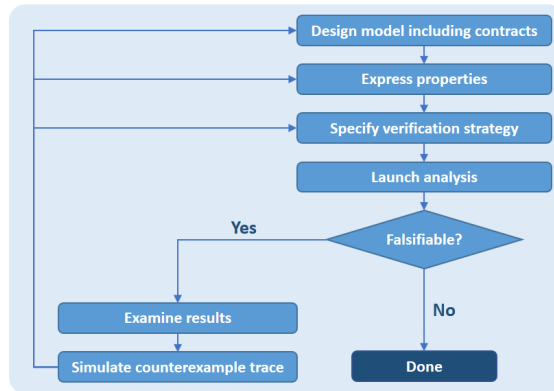 Design model including contracts
Express properties
Specify verification strategy
Launch analysis
Falsifiable?
Yes
No
Examine results
Simulate counterexample trace
Done